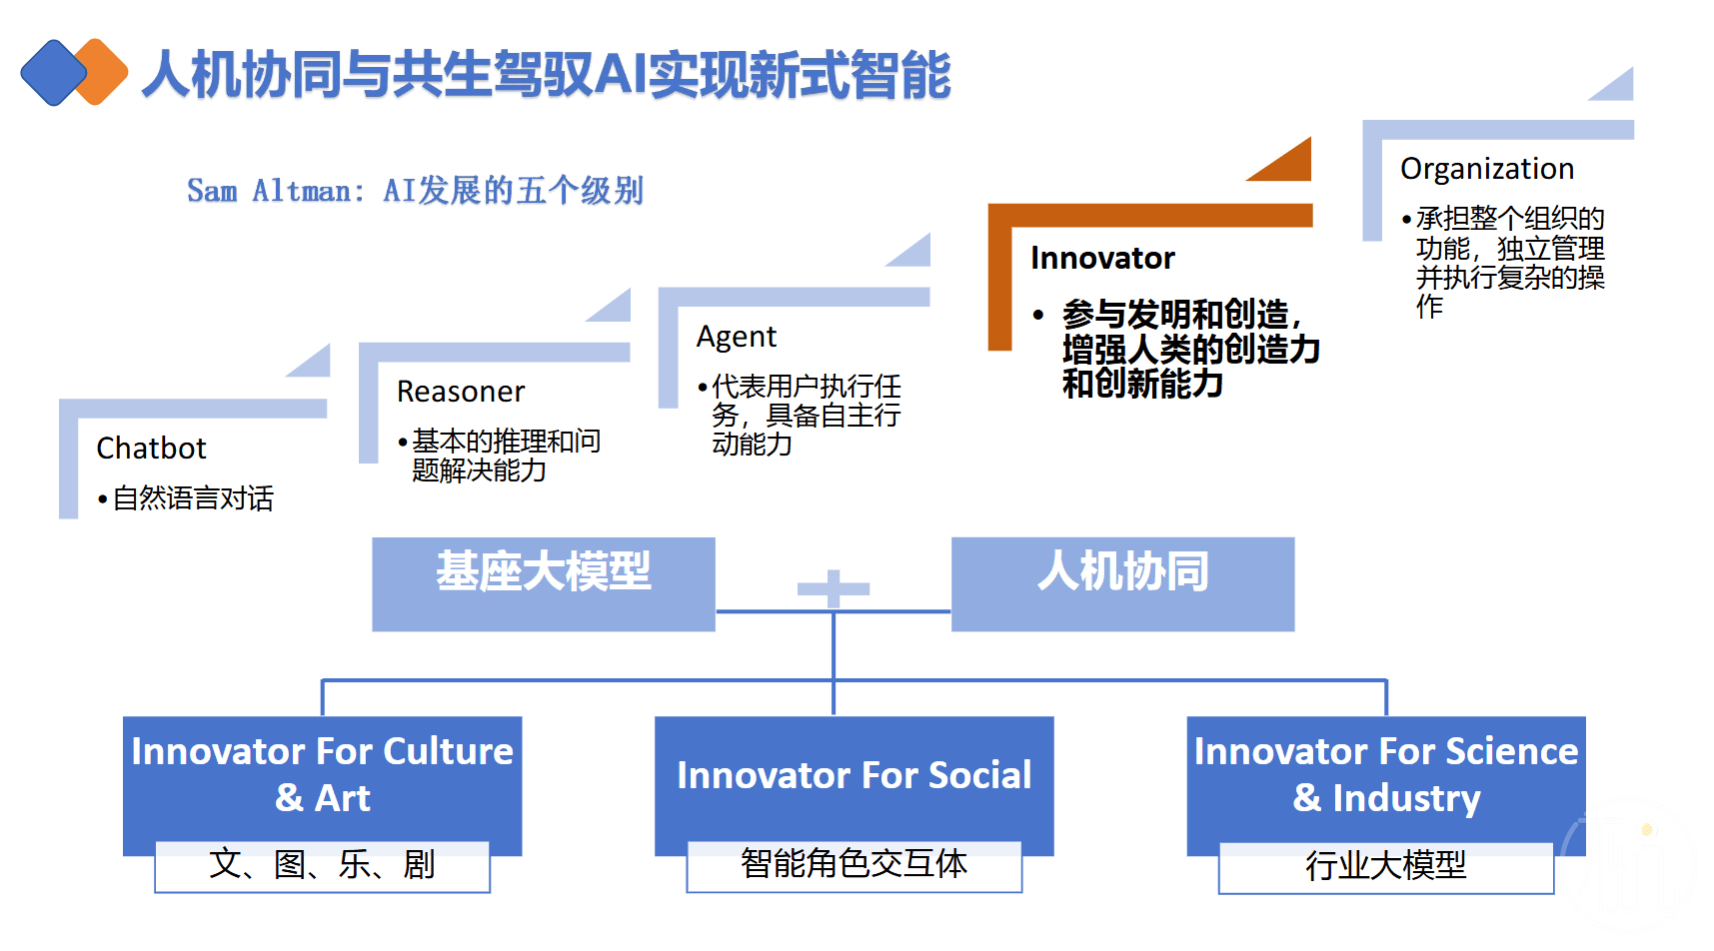 人机协同与共生驾驭AI实现新式智能
Sam Altman: AI发展的五个级别
Chatbot
•自然语言对话
Reasoner
•基本的推理和问
题解决能力
Agent
•代表用户执行任
务，具备自主行
动能力
Innovator
• 参与发明和创造，
增强人类的创造力
和创新能力
Organization
•承担整个组织的
功能，独立管理
并执行复杂的操
作
基座大模型
人机协同
Innovator For Culture
& Art
文、图、乐、剧
Innovator For Social
智能角色交互体
Innovator For Science
& Industry
行业大模型